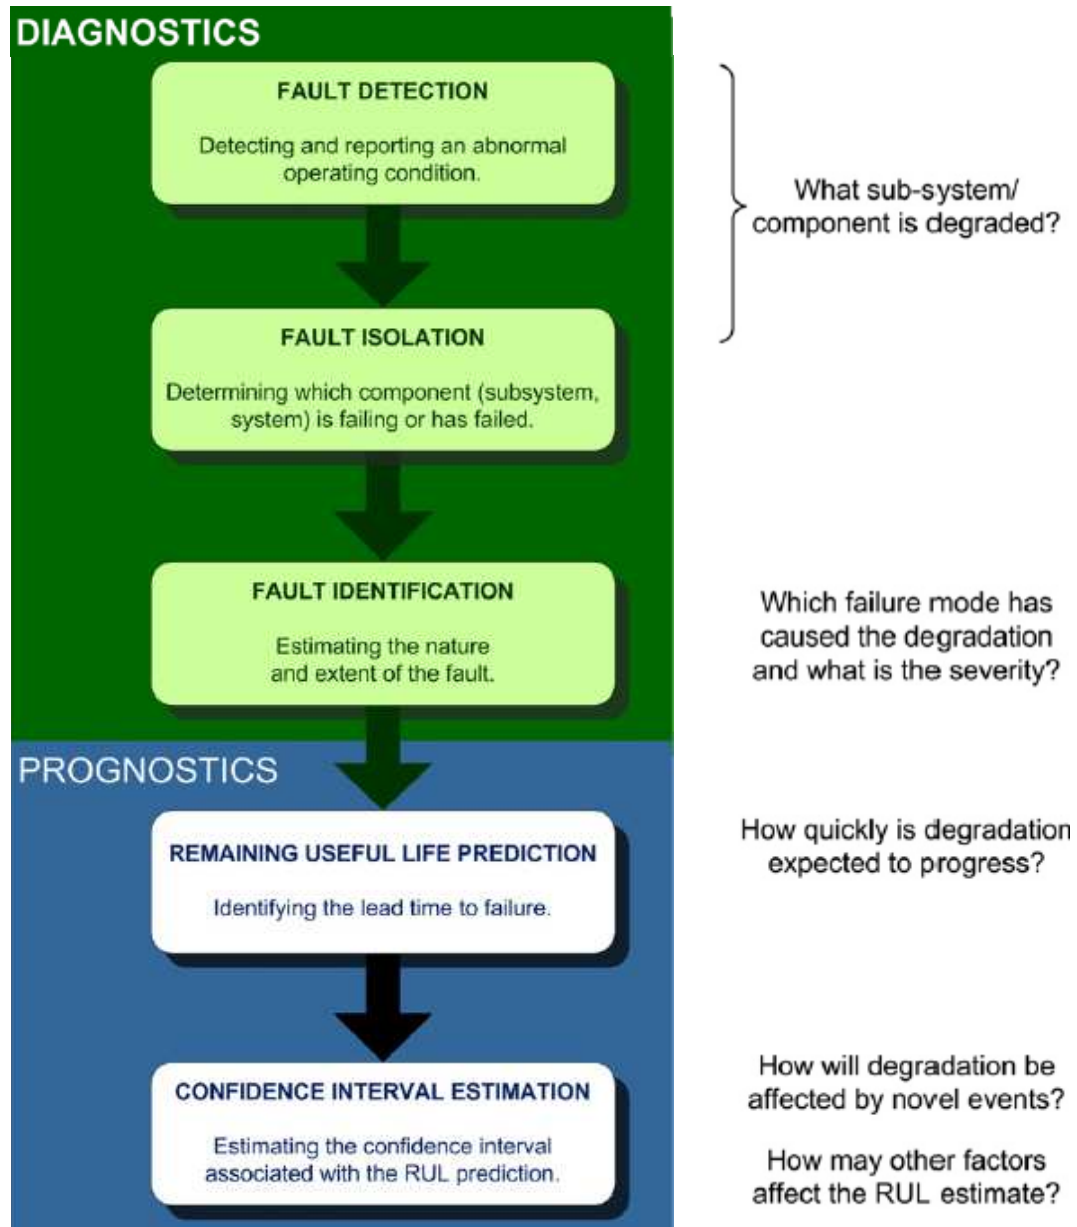 DIAGNOSTICS
FAULT DETECTION
Detecting and reporting an abnormal
operating condition.
What sub-system/
component is degraded?
FAULT ISOLATION
Determining which component (subsystem,
system) is failing or has failed.
FAULT IDENTIFICATION
Estimating the nature
and extent of the fault.
Which failure mode has
caused the degradation
and what is the severity?
PROGNOSTICS
REMAINING USEFUL LIFE PREDICTION
Identifying the lead time to failure.
How quickly is degradation
expected to progress?
CONFIDENCE INTERVAL ESTIMATION
Estimating the confidence interval
associated with the RUL prediction.
How will degradation be
affected by novel events?
How may other factors
affect the RUL estimate?